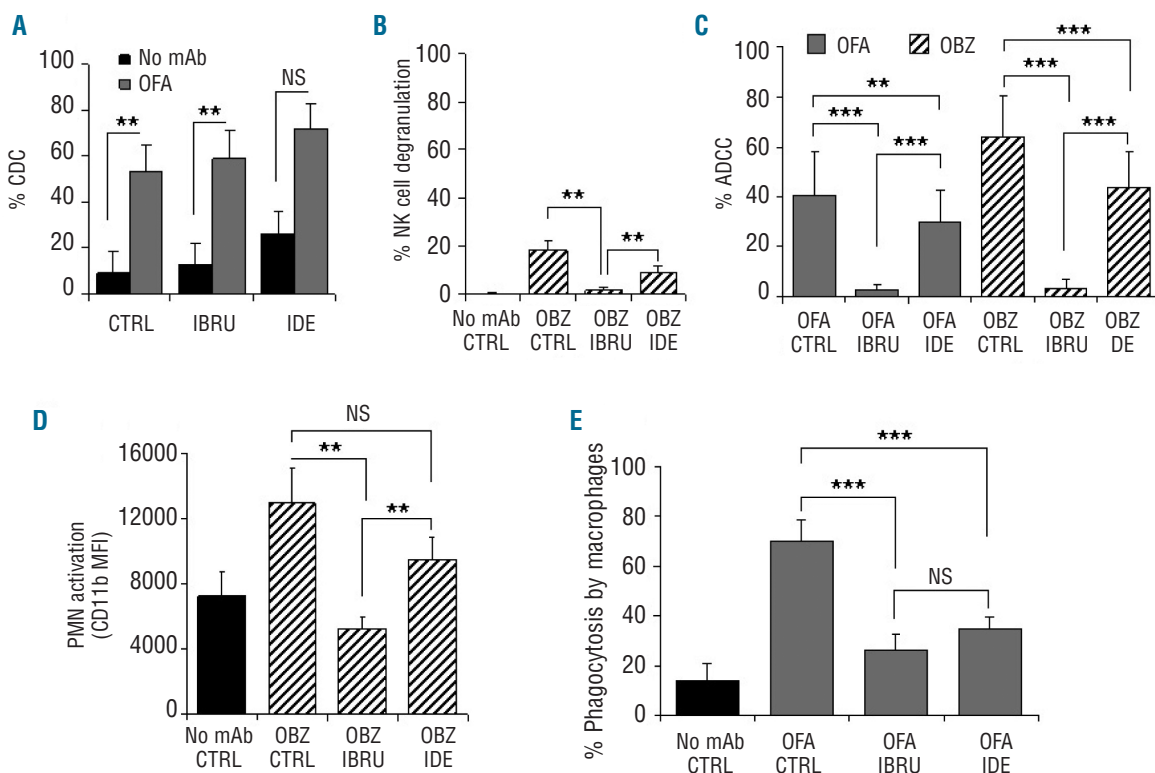 A
No mAb
OFA
% CDC
100
80
60
40
20
0
**
**
NS
CTRL
IBRU
IDE
B
% NK cell degranulation
100
80
60
40
20
0
**
**
No mAb
CTRL
OBZ
CTRL
OBZ
IBRU
OBZ
IDE
C
OFA
OBZ
% ADCC
100
80
60
40
20
0
**
***
***
***
***
***
OFA
CTRL
OFA
IBRU
OFA
IDE
OBZ
CTRL
OBZ
IBRU
OBZ
DE
D
PMN activation
(CD11b MFI)
16000
12000
8000
4000
0
NS
**
**
No mAb
CTRL
OBZ
CTRL
OBZ
IBRU
OBZ
IDE
E
% Phagocytosis by macrophages
100
80
60
40
20
0
***
***
NS
No mAb
CTRL
OFA
CTRL
OFA
IBRU
OFA
IDE